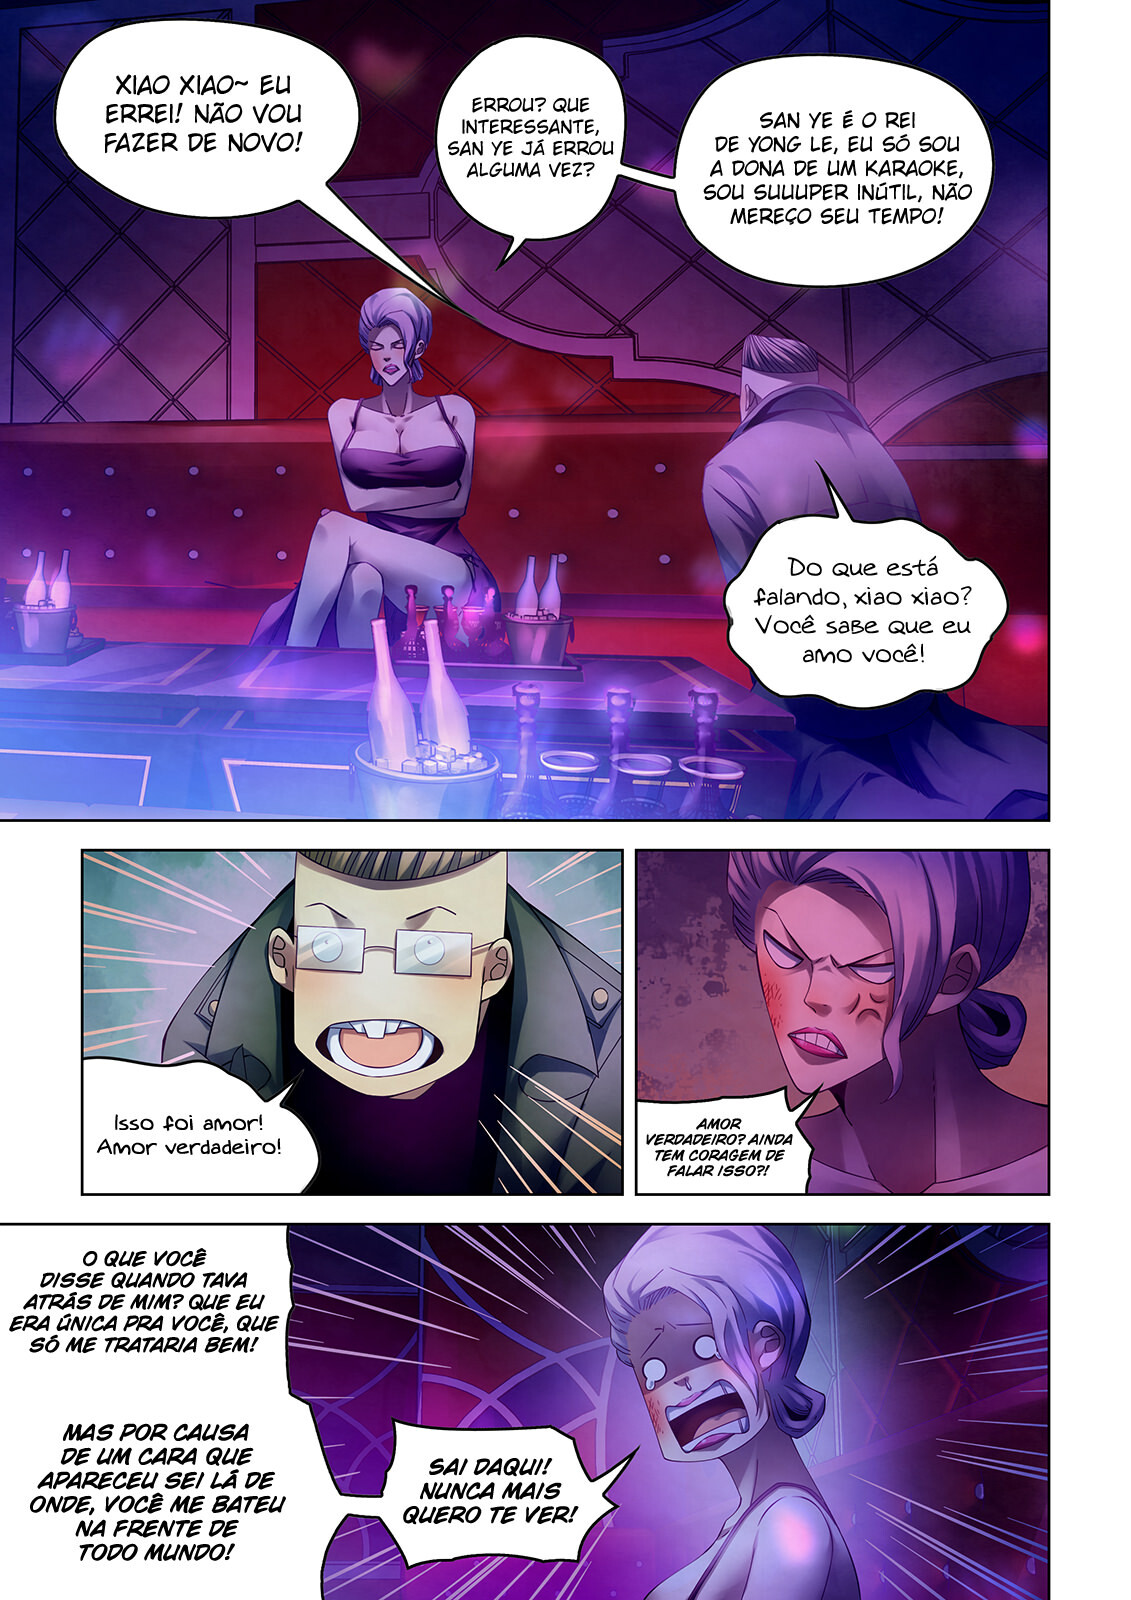 XIAO XIAO~ EU
ERREI! NÃO VOU
FAZER DE NOVO!
ERROU? QUE
INTERESSANTE,
SAN YE JÁ ERROU
ALGUMA VEZ?
SAN YE É O REI
DE YONG LE, EU SÓ SOU
A DONA DE UM KARAOKE,
SOU SUUUPER INÚTIL, NÃO
MEREÇO SEU TEMPO!
Do que está
falando, xiao xiao?
Você sabe que eu
amo você!
Isso foi amor!
Amor verdadeiro!
AMOR
VERDADEIRO? AINDA
TEM CORAGEM DE
FALAR ISSO?!
O QUE VOCÊ
DISSE QUANDO TAVA
ATRÁS DE MIM? QUE EU
ERA ÚNICA PRA VOCÊ, QUE
SÓ ME TRATARIA BEM!
MAS POR CAUSA
DE UM CARA QUE
APARECEU SEI LÁ DE
ONDE, VOCÊ ME BATEU
NA FRENTE DE
TODO MUNDO!
SAI DAQUI!
NUNCA MAIS
QUERO TE VER!